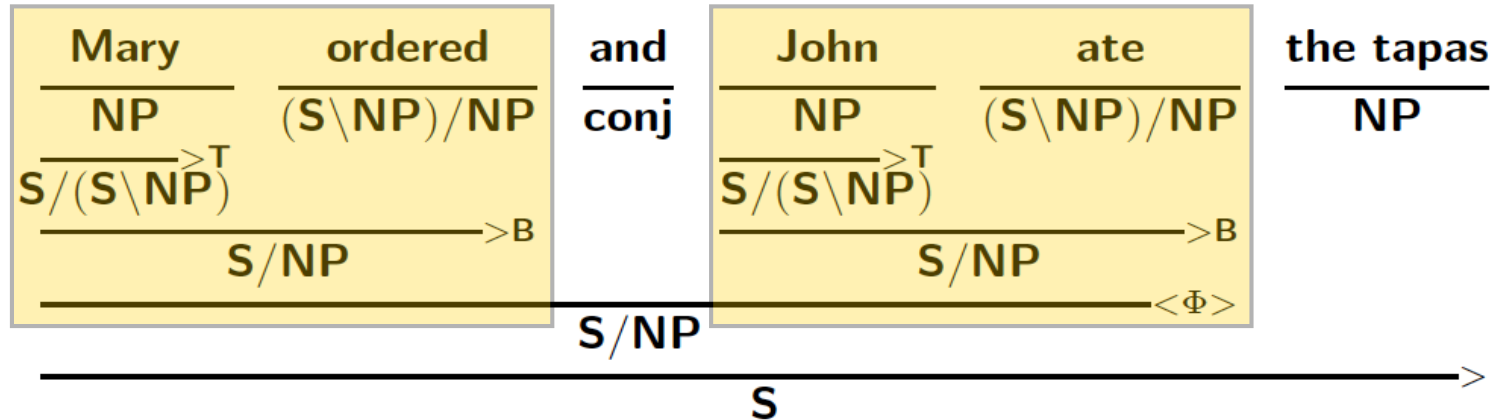 Mary ordered and John ate the tapas
NP (S\NP)/NP conj NP (S\NP)/NP NP
>T >T
S/(S\NP) S/(S\NP)
>B >B
S/NP S/NP
<Φ>
S/NP
>
S